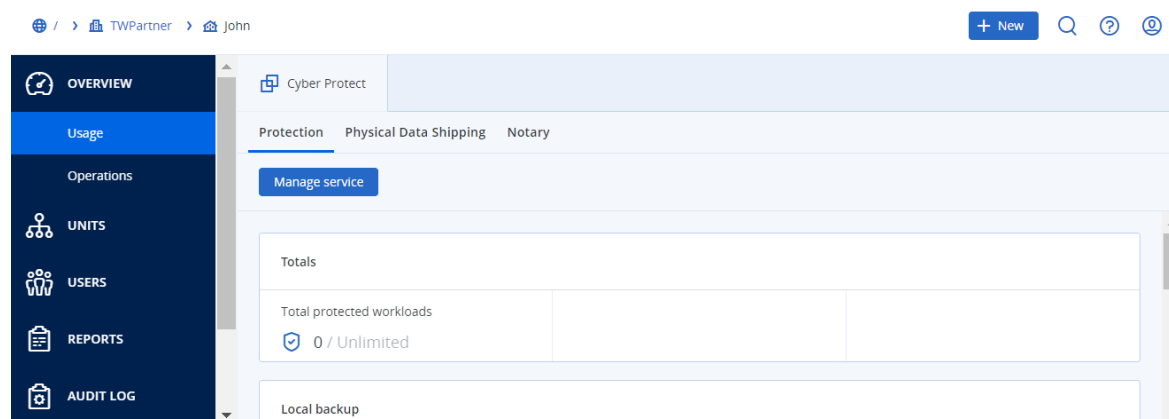 / > TWPartner > John
+ New
OVERVIEW
Usage
Operations
UNITS
USERS
REPORTS
AUDIT LOG
Cyber Protect
Protection Physical Data Shipping Notary
Manage service
Totals
Total protected workloads
0 / Unlimited
Local backup